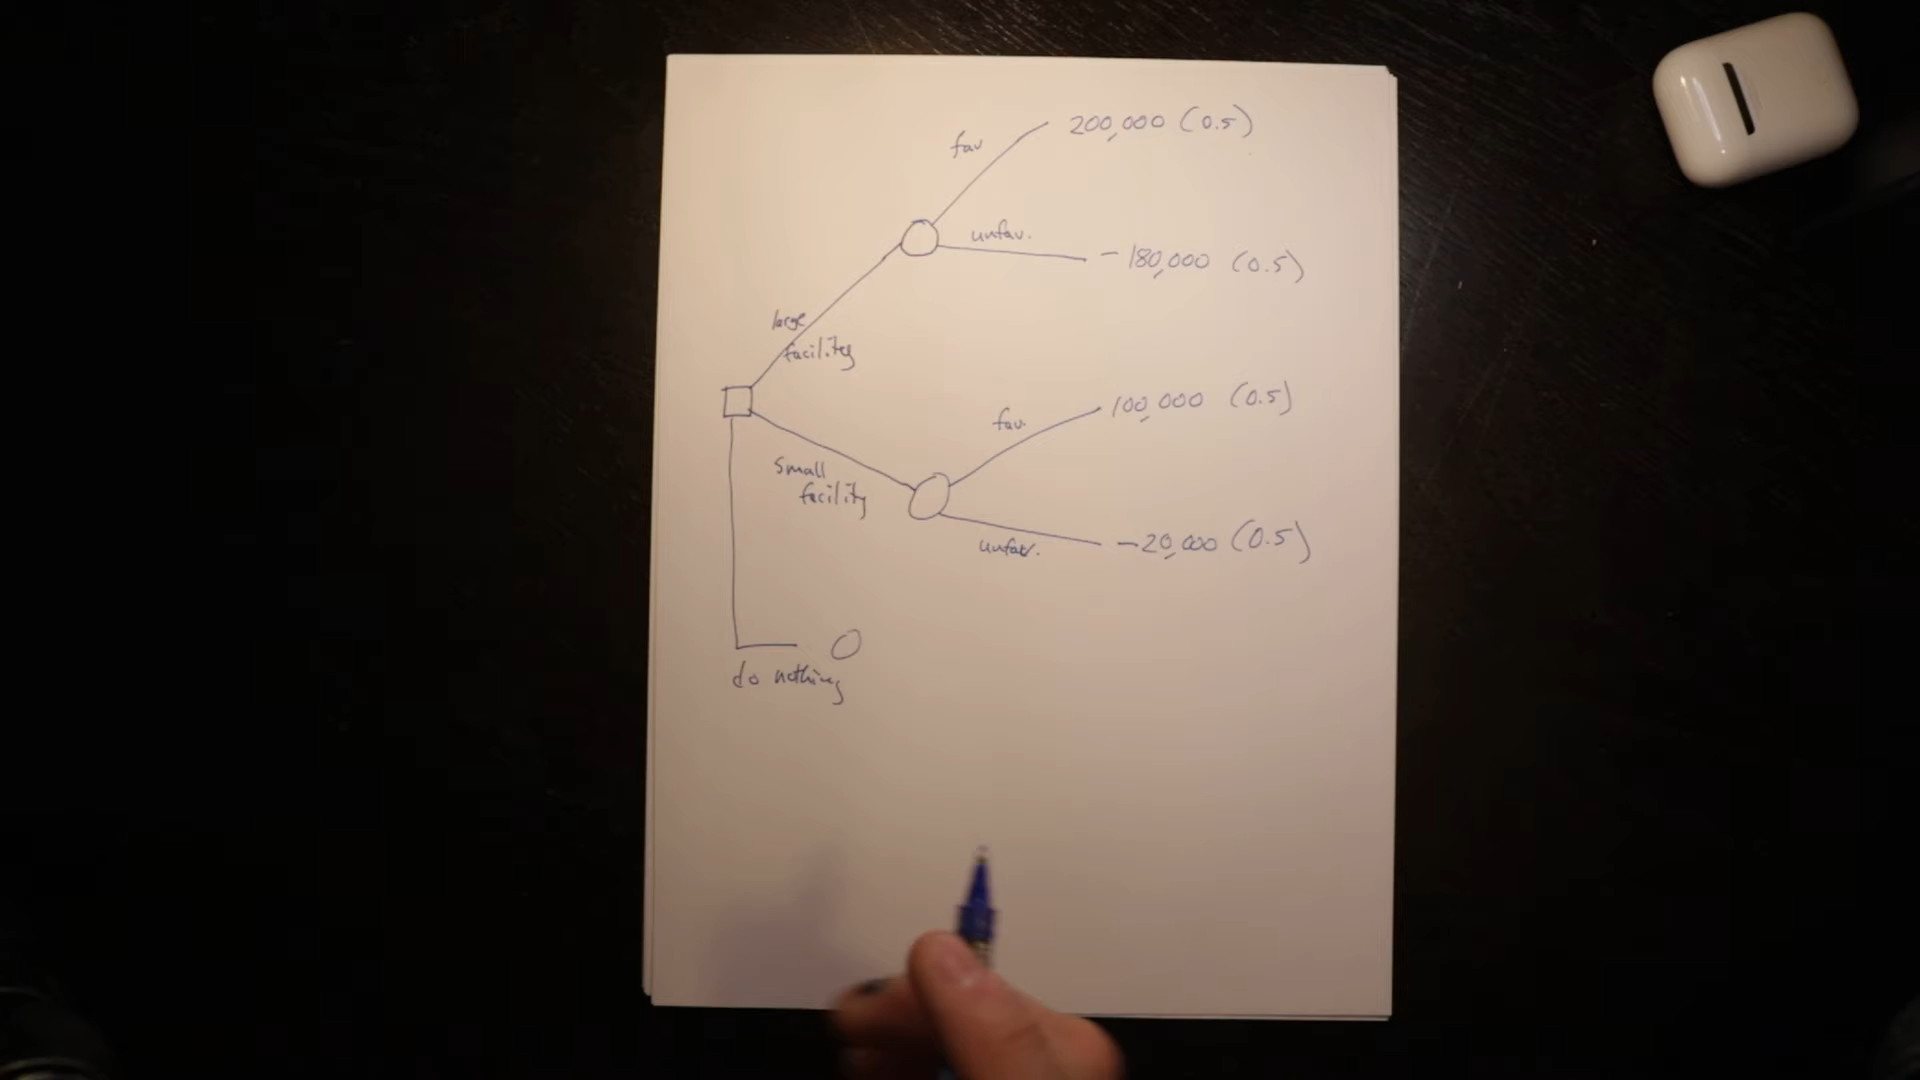 fav 200,000 (0.5)
unfav. -180,000 (0.5)
large
facility
fav. 100,000 (0.5)
small
facility
unfav. -20,000 (0.5)
0
do nothing